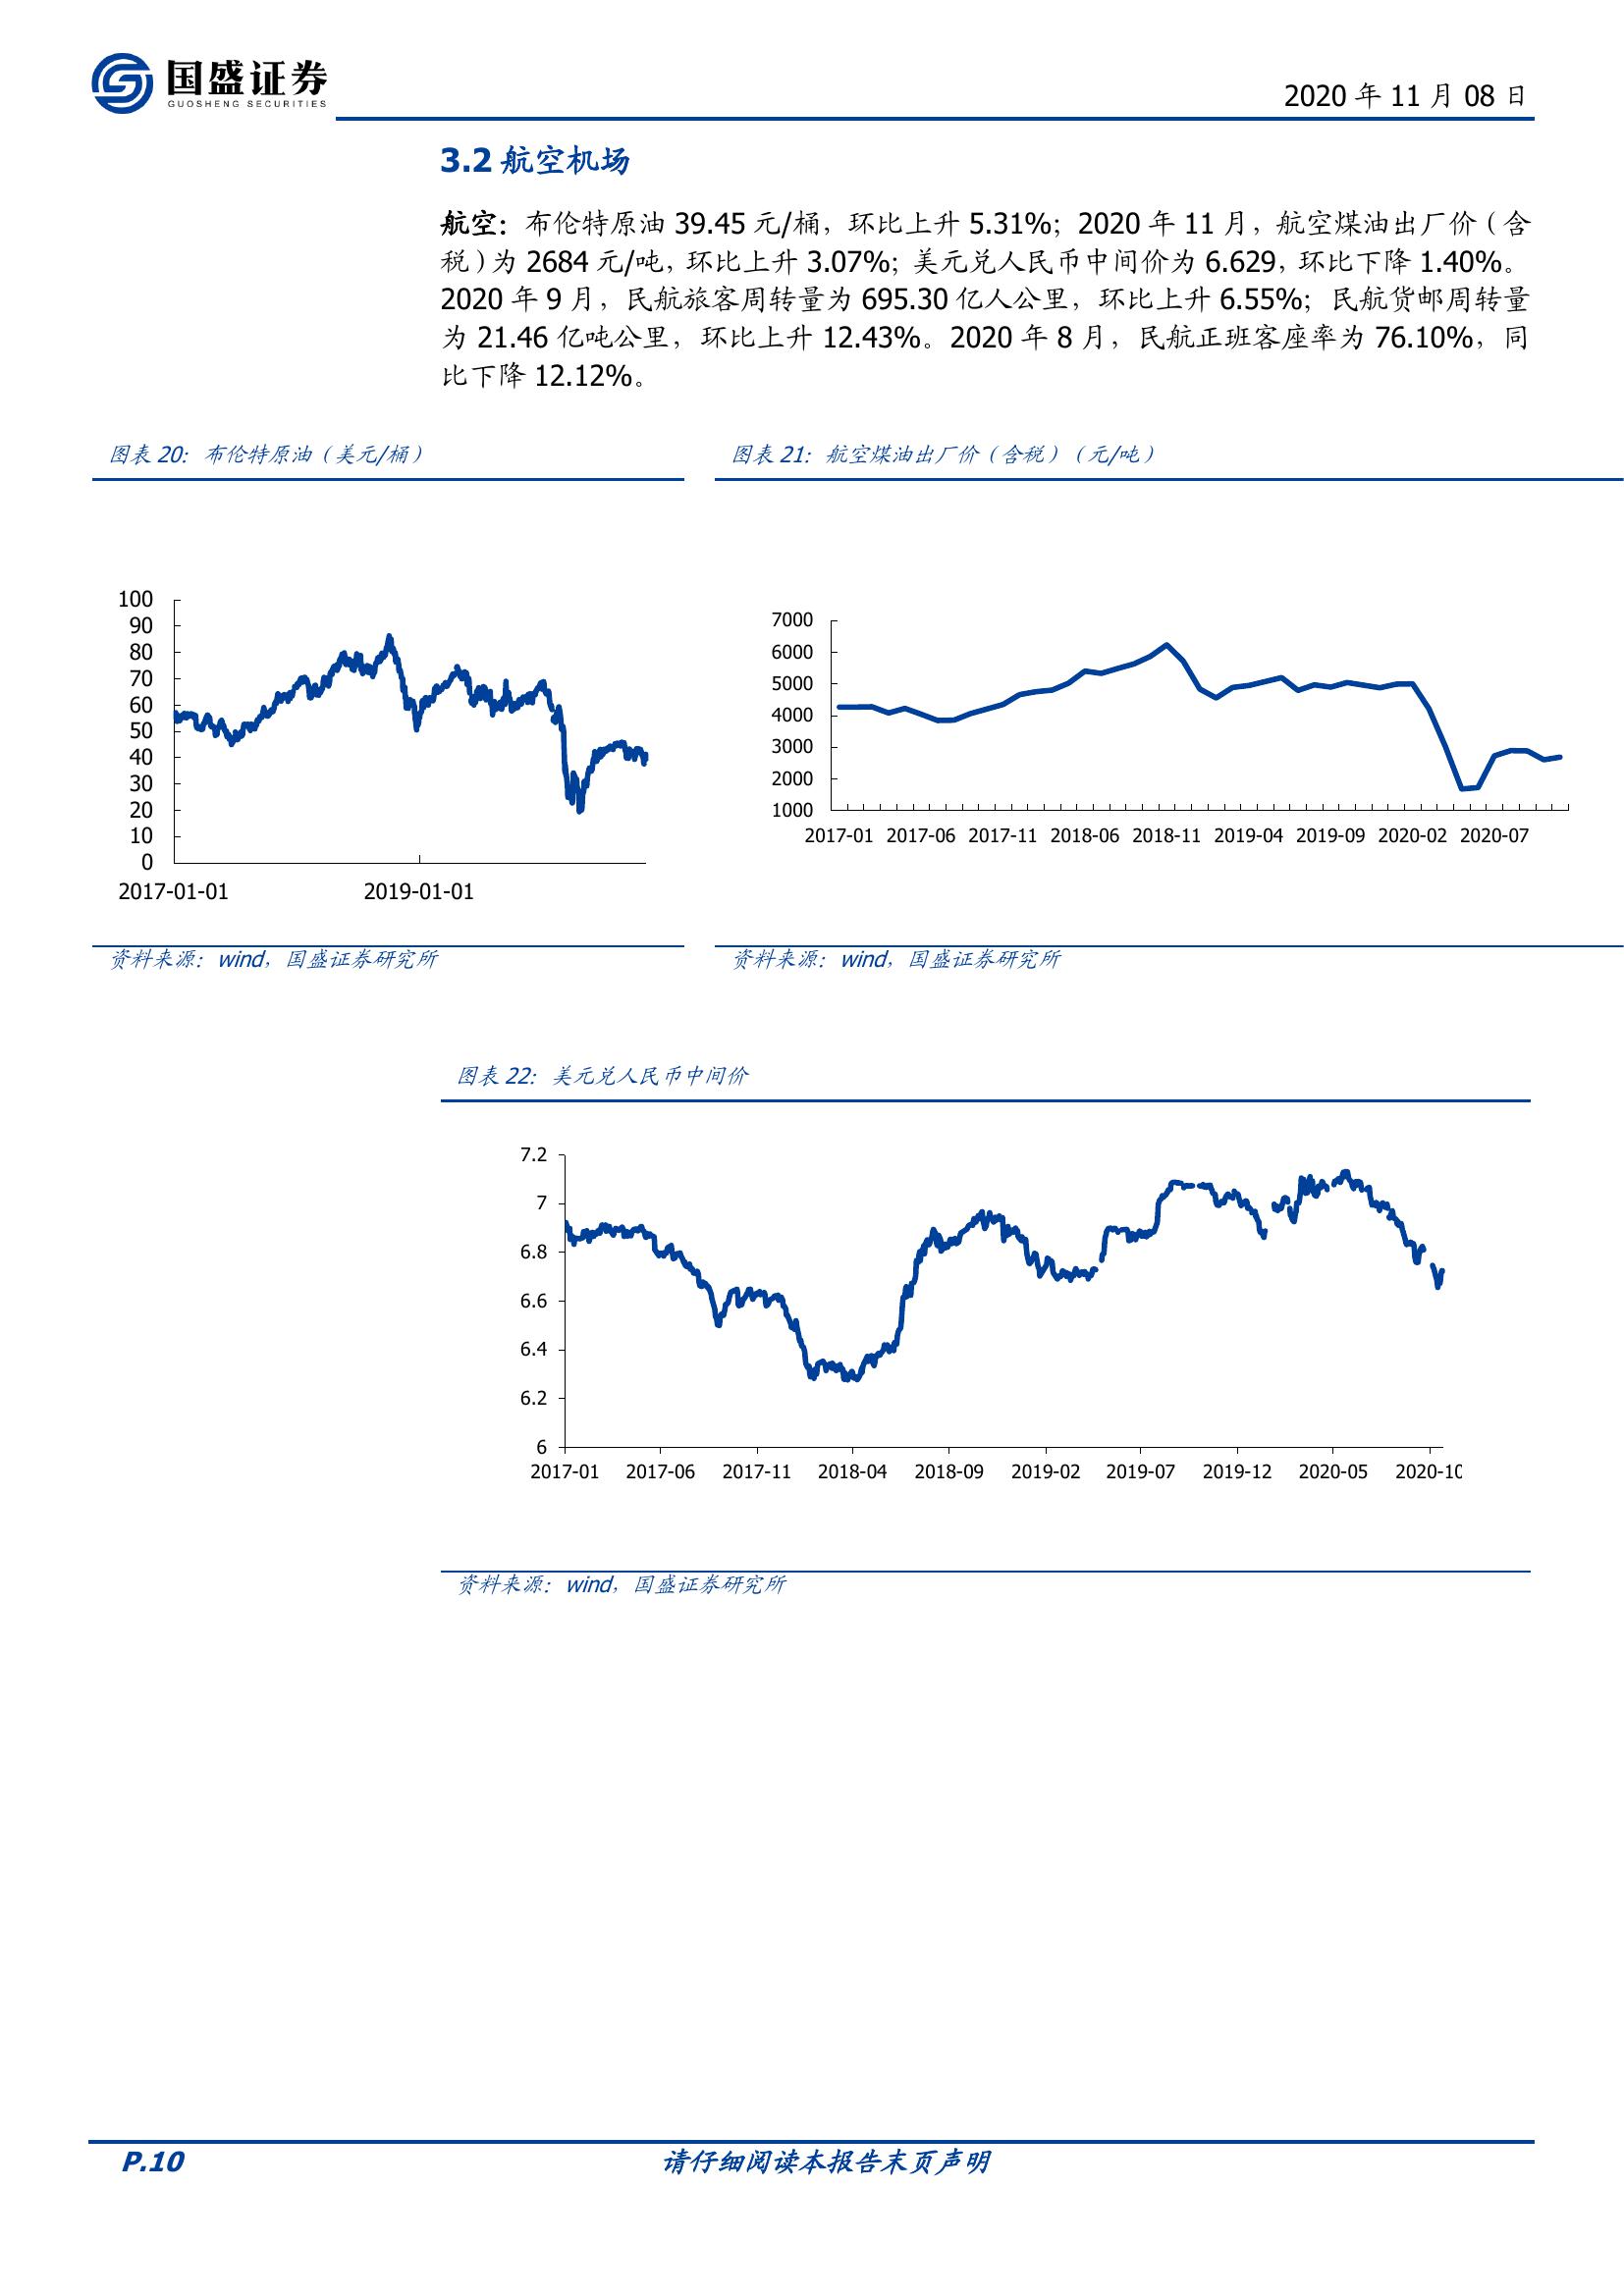 国盛证券
GUOSHENG SECURITIES
2020 年 11 月 08 日
3.2 航空机场
航空：布伦特原油 39.45 元/桶，环比上升 5.31%；2020 年 11 月，航空煤油出厂价（含
税）为 2684 元/吨，环比上升 3.07%；美元兑人民币中间价为 6.629，环比下降 1.40%。
2020 年 9 月，民航旅客周转量为 695.30 亿人公里，环比上升 6.55%；民航货邮周转量
为 21.46 亿吨公里，环比上升 12.43%。2020 年 8 月，民航正班客座率为 76.10%，同
比下降 12.12%。
图表 20：布伦特原油（美元/桶）
100
90
80
70
60
50
40
30
20
10
0
2017-01-01 2019-01-01
资料来源：wind，国盛证券研究所
图表 21：航空煤油出厂价（含税）（元/吨）
7000
6000
5000
4000
3000
2000
1000
2017-01 2017-06 2017-11 2018-06 2018-11 2019-04 2019-09 2020-02 2020-07
资料来源：wind，国盛证券研究所
图表 22：美元兑人民币中间价
7.2
7
6.8
6.6
6.4
6.2
6
2017-01 2017-06 2017-11 2018-04 2018-09 2019-02 2019-07 2019-12 2020-05 2020-10
资料来源：wind，国盛证券研究所
P.10 请仔细阅读本报告末页声明